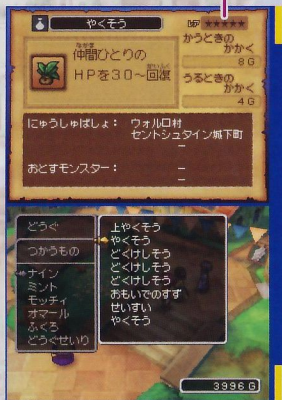 やくそう
★★★★★
仲間ひとりの
HPを30～回復
かうときの
かかく
8G
うるときの
かかく
4G
にゅうしゅばしょ： ウォルロ村
セントシュタイン城下町
ー
おとすモンスター： ー
ー
どうぐ
つかうもの
ナイン
ミント
モッチィ
オマール
ふくろ
どうぐせいり
上やくそう
やくそう
どくけしそう
どくけしそう
どくけしそう
おもいでのすず
せいすい
やくそう
3996G